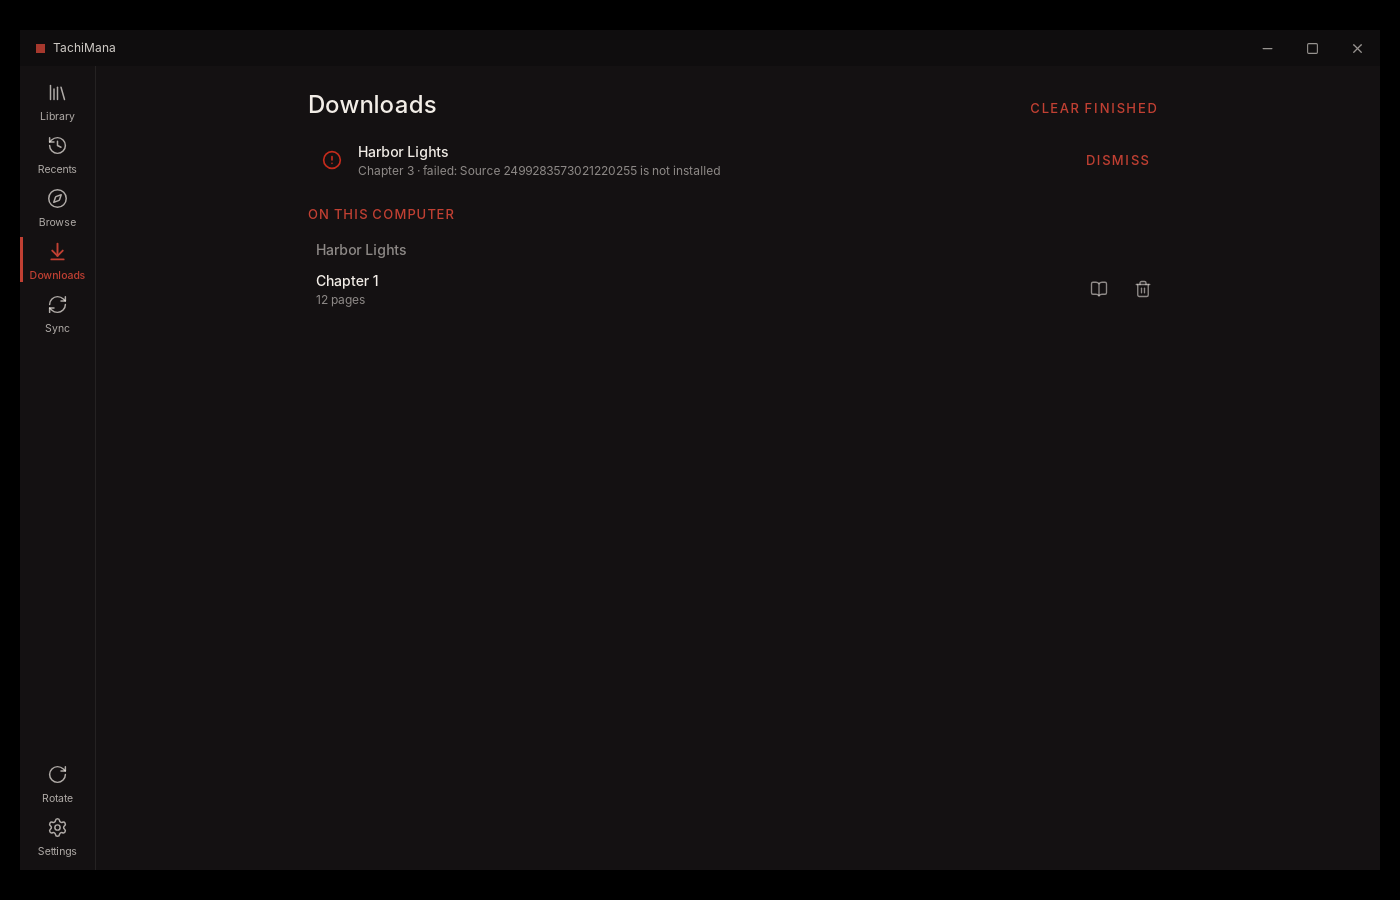 TachiMana
Library
Recents
Browse
Downloads
Sync
Rotate
Settings
Downloads
CLEAR FINISHED
Harbor Lights
Chapter 3 · failed: Source 2499283573021220255 is not installed
DISMISS
ON THIS COMPUTER
Harbor Lights
Chapter 1
12 pages